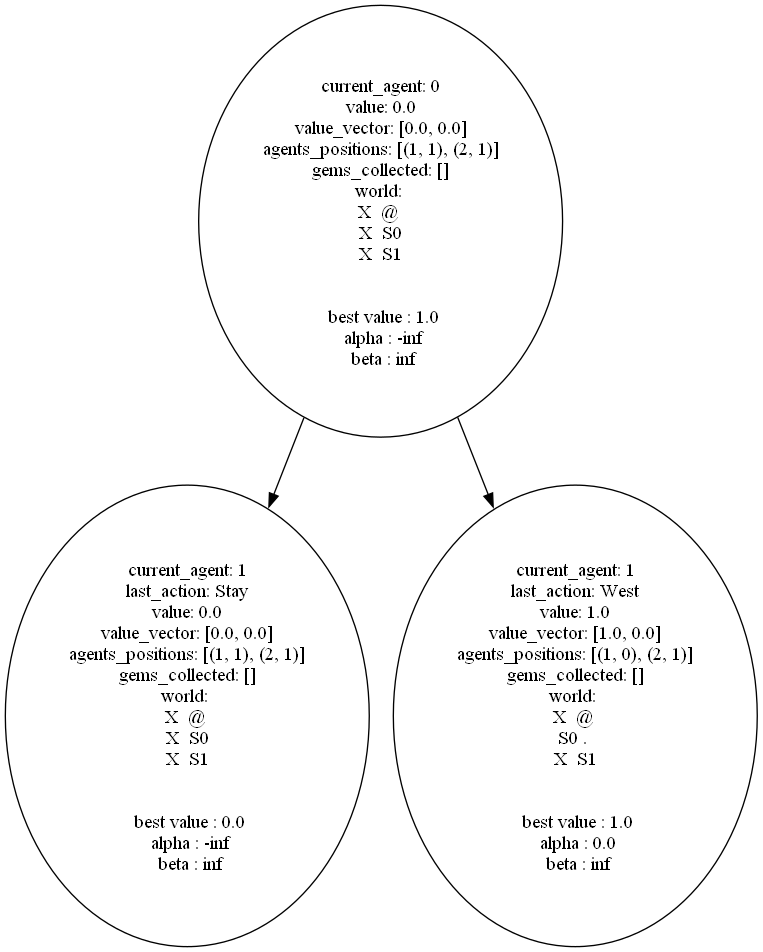 current_agent: 0
value: 0.0
value_vector: [0.0, 0.0]
agents_positions: [(1, 1), (2, 1)]
gems_collected: []
world:
X @
X S0
X S1
best value : 1.0
alpha : -inf
beta : inf
current_agent: 1
last_action: Stay
value: 0.0
value_vector: [0.0, 0.0]
agents_positions: [(1, 1), (2, 1)]
gems_collected: []
world:
X @
X S0
X S1
best value : 0.0
alpha : -inf
beta : inf
current_agent: 1
last_action: West
value: 1.0
value_vector: [1.0, 0.0]
agents_positions: [(1, 0), (2, 1)]
gems_collected: []
world:
X @
S0 .
X S1
best value : 1.0
alpha : 0.0
beta : inf